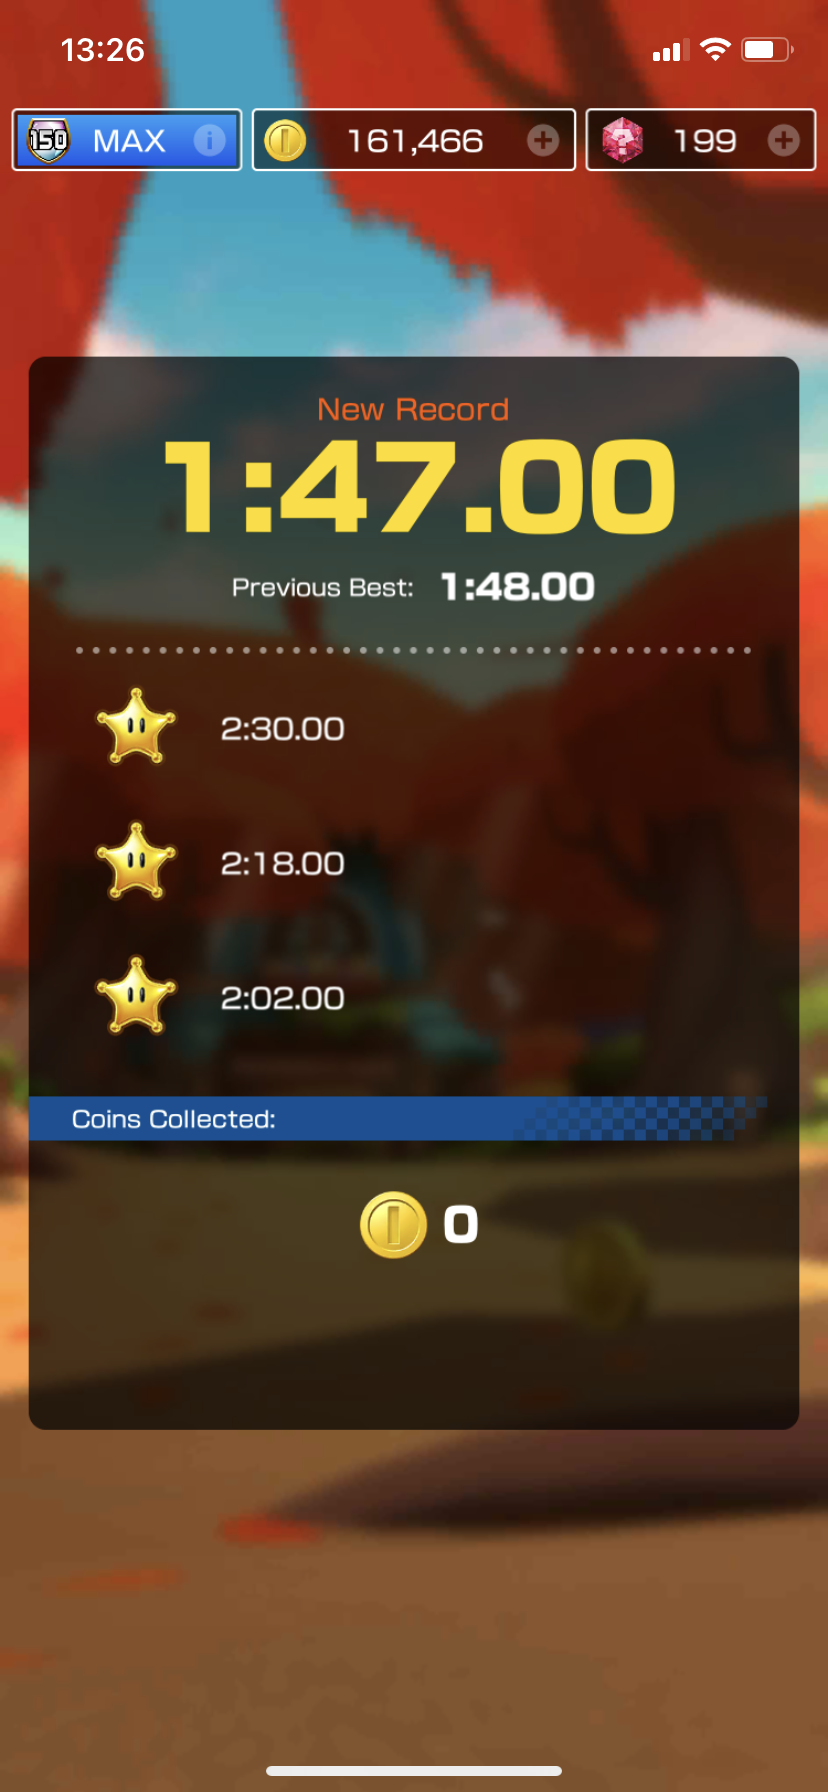 13:26
150 MAX i 161,466 + ? 199 +
New Record
1:47.00
Previous Best: 1:48.00
2:30.00
2:18.00
2:02.00
Coins Collected:
0